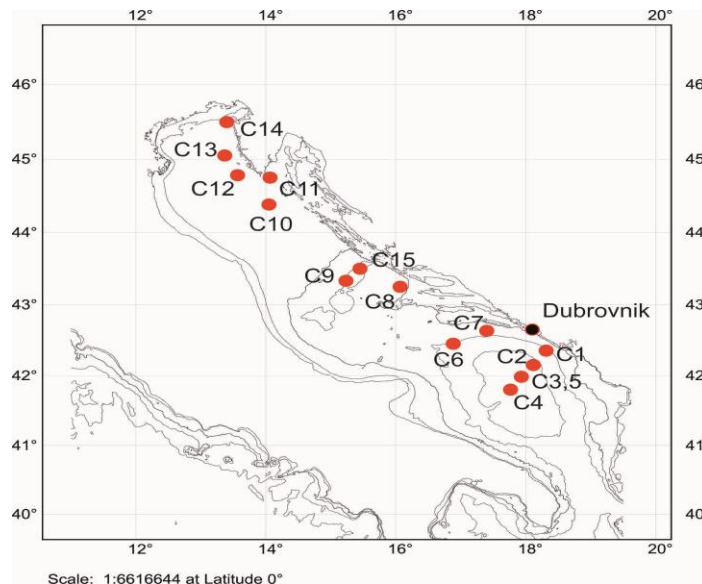 12° 14° 16° 18° 20°
46° 46°
C14
45° C13 45°
C12 C11
C10
44° 44°
C15
C9
C8
43° 43°
Dubrovnik
C7
C6 C2 C1
42° C3,5 42°
C4
41° 41°
40° 40°
12° 14° 16° 18° 20°
Scale: 1:6616644 at Latitude 0°